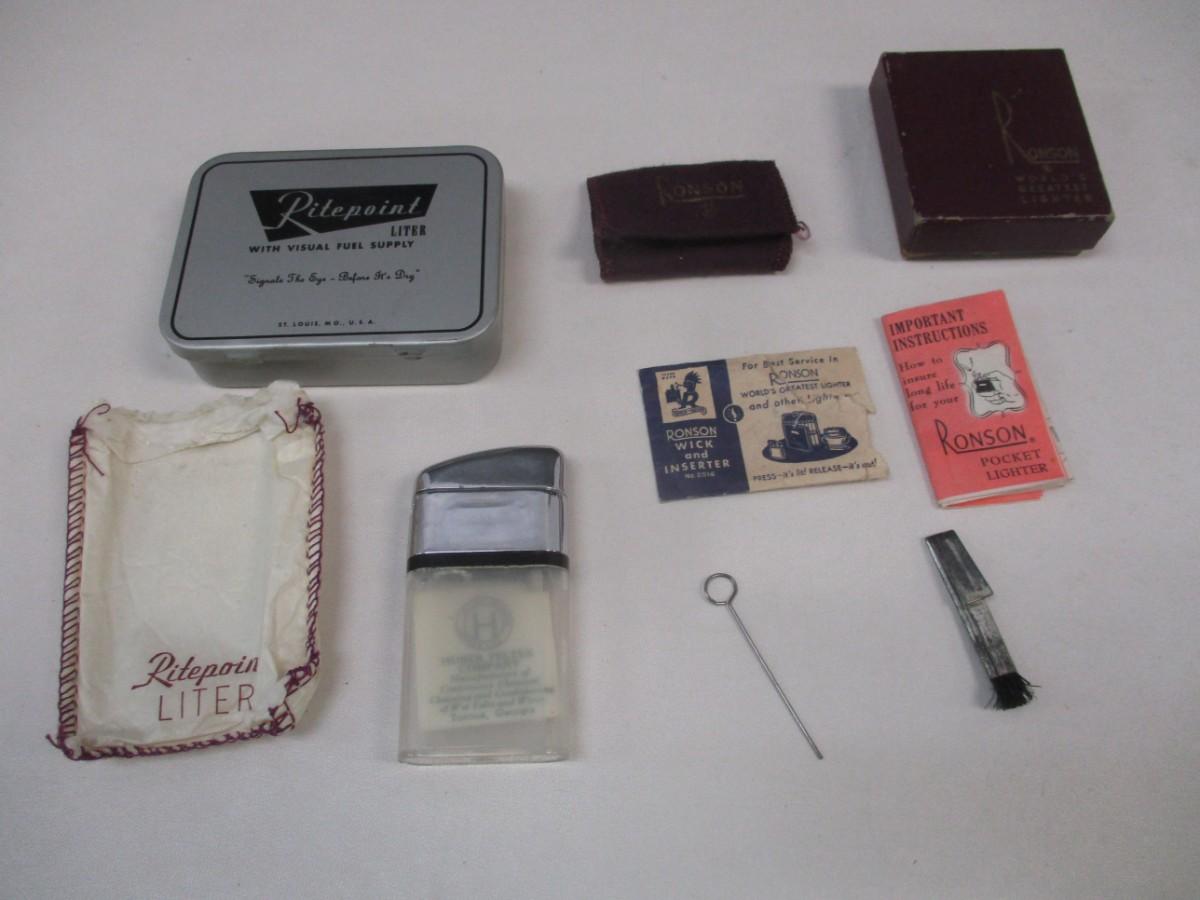 Ritepoint
LITER
WITH VISUAL FUEL SUPPLY
"Signals The Eye - Before It's Dry"
ST. LOUIS, MO., U.S.A.
RONSON
RONSON
WORLD'S
GREATEST
LIGHTER
RONSON
WICK
and
INSERTER
For Best Service in
RONSON
WORLD'S GREATEST LIGHTER
and other
PRESS-it's lit! RELEASE-it's out!
IMPORTANT
INSTRUCTIONS
How to
insure
long life
for your
RONSON
POCKET
LIGHTER
Ritepoin
LITER
H
Georgia